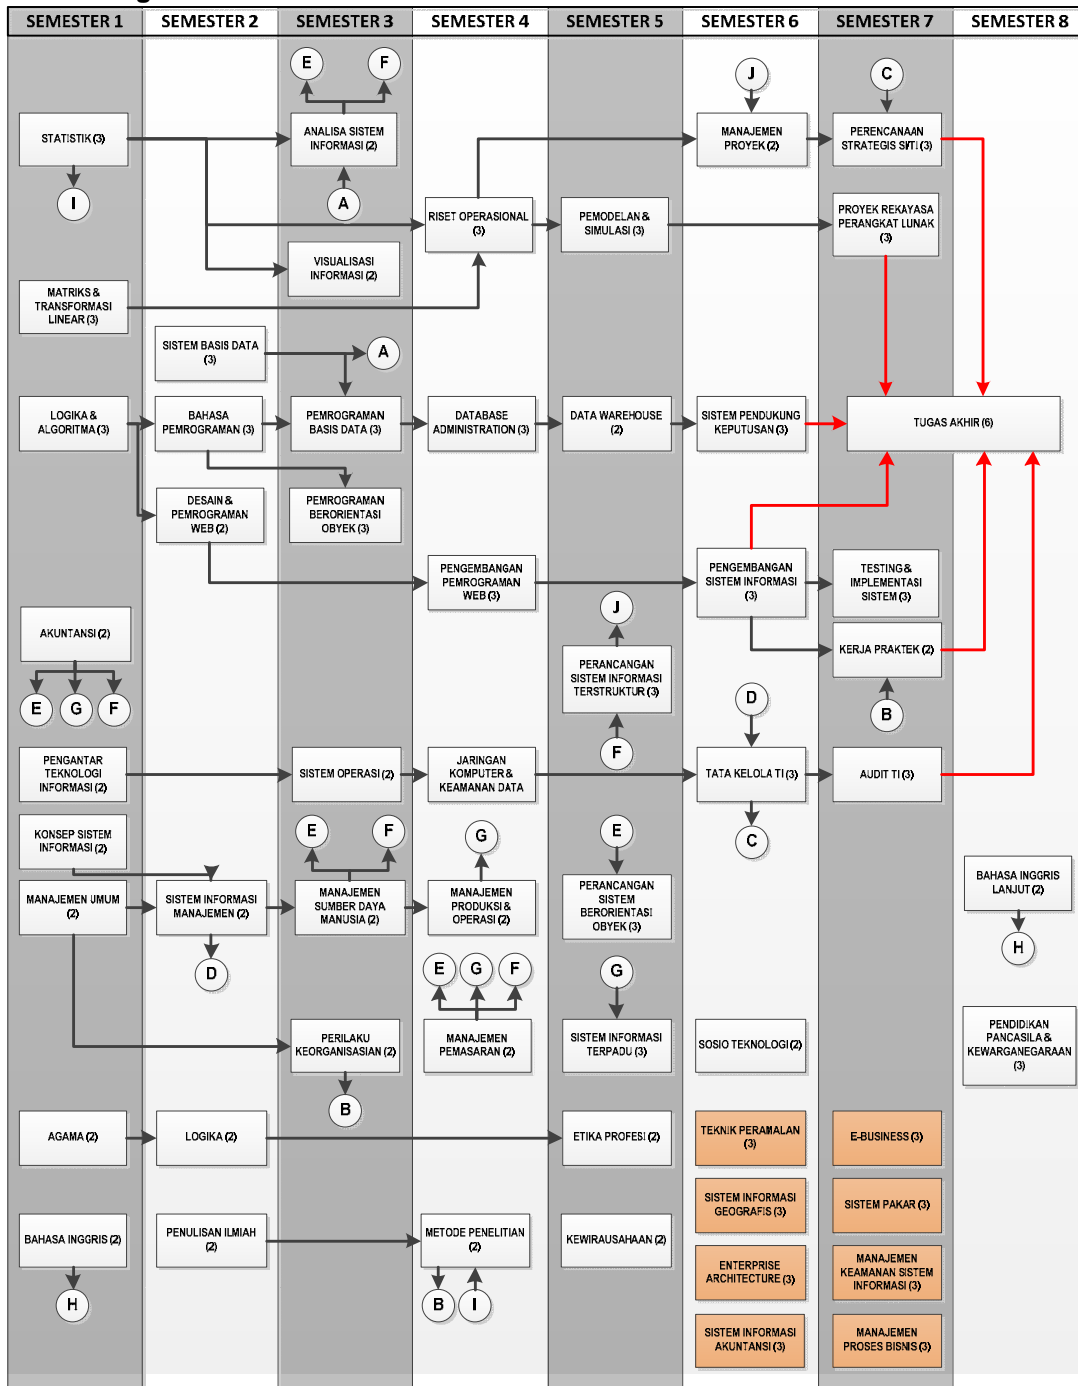 SEMESTER 1
SEMESTER 2
SEMESTER 3
SEMESTER 4
SEMESTER 5
SEMESTER 6
SEMESTER 7
SEMESTER 8
E
F
J
C
STATISTIK (3)
ANALISA SISTEM
INFORMASI (2)
MANAJEMEN
PROYEK (2)
PERENCANAAN
STRATEGIS SI/TI (3)
I
A
RISET OPERASIONAL
(3)
PEMODELAN &
SIMULASI (3)
PROYEK REKAYASA
PERANGKAT LUNAK
(3)
VISUALISASI
INFORMASI (2)
MATRIKS &
TRANSFORMASI
LINEAR (3)
SISTEM BASIS DATA
(3)
A
LOGIKA &
ALGORITMA (3)
BAHASA
PEMROGRAMAN (3)
PEMROGRAMAN
BASIS DATA (3)
DATABASE
ADMINISTRATION (3)
DATA WAREHOUSE
(2)
SISTEM PENDUKUNG
KEPUTUSAN (3)
TUGAS AKHIR (6)
DESAIN &
PEMROGRAMAN
WEB (2)
PEMROGRAMAN
BERORIENTASI
OBYEK (3)
PENGEMBANGAN
PEMROGRAMAN
WEB (3)
PENGEMBANGAN
SISTEM INFORMASI
(3)
TESTING &
IMPLEMENTASI
SISTEM (3)
J
AKUNTANSI (2)
PERANCANGAN
SISTEM INFORMASI
TERSTRUKTUR (3)
KERJA PRAKTEK (2)
E
G
F
D
B
F
PENGANTAR
TEKNOLOGI
INFORMASI (2)
SISTEM OPERASI (2)
JARINGAN
KOMPUTER &
KEAMANAN DATA
TATA KELOLA TI (3)
AUDIT TI (3)
KONSEP SISTEM
INFORMASI (2)
E
F
G
E
C
MANAJEMEN UMUM
(2)
SISTEM INFORMASI
MANAJEMEN (2)
MANAJEMEN
SUMBER DAYA
MANUSIA (2)
MANAJEMEN
PRODUKSI &
OPERASI (2)
PERANCANGAN
SISTEM
BERORIENTASI
OBYEK (3)
BAHASA INGGRIS
LANJUT (2)
H
D
E
G
F
G
PERILAKU
KEORGANISASIAN (2)
MANAJEMEN
PEMASARAN (2)
SISTEM INFORMASI
TERPADU (3)
SOSIO TEKNOLOGI (2)
PENDIDIKAN
PANCASILA &
KEWARGANEGARAAN
(3)
B
AGAMA (2)
LOGIKA (2)
ETIKA PROFESI (2)
TEKNIK PERAMALAN
(3)
E-BUSINESS (3)
SISTEM INFORMASI
GEOGRAFIS (3)
SISTEM PAKAR (3)
BAHASA INGGRIS (2)
PENULISAN ILMIAH
(2)
METODE PENELITIAN
(2)
KEWIRAUSAHAAN (2)
ENTERPRISE
ARCHITECTURE (3)
MANAJEMEN
KEAMANAN SISTEM
INFORMASI (3)
H
B
I
SISTEM INFORMASI
AKUNTANSI (3)
MANAJEMEN
PROSES BISNIS (3)